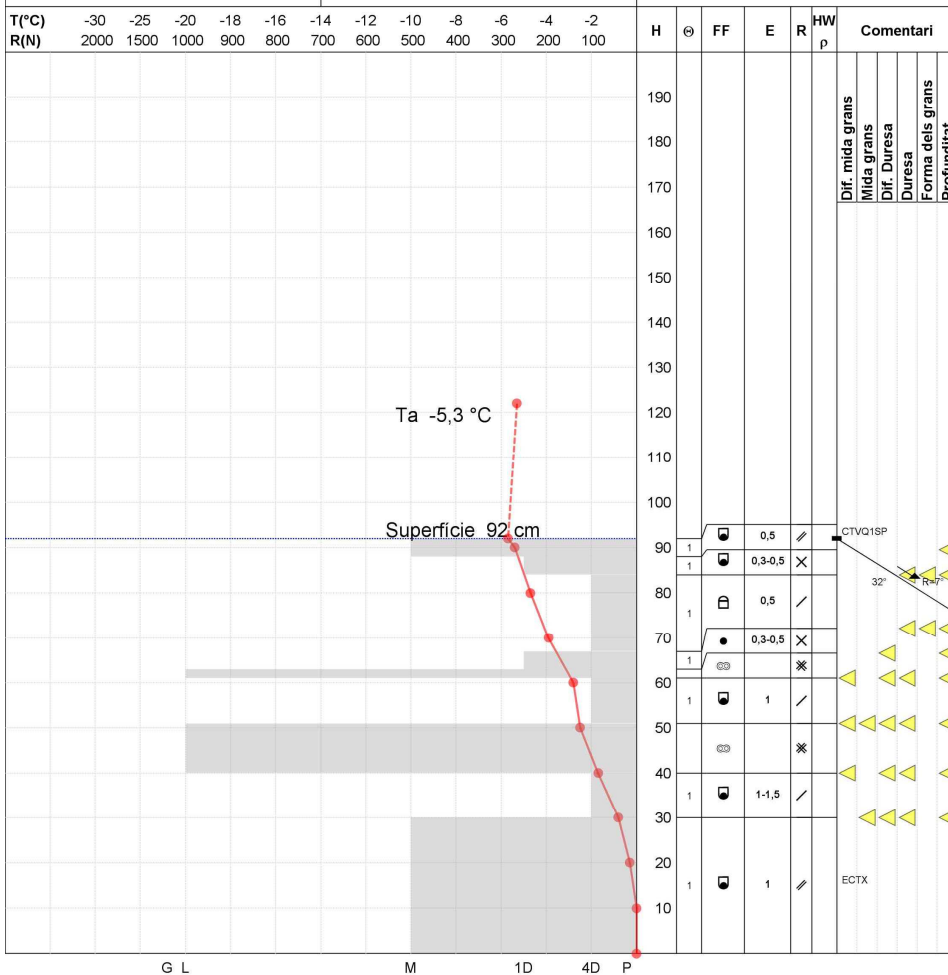 T(°C) -30 -25 -20 -18 -16 -14 -12 -10 -8 -6 -4 -2 H Θ FF E R HW ρ Comentari
R(N) 2000 1500 1000 900 800 700 600 500 400 300 200 100
Dif. mida grans
Mida grans
Dif. Duresa
Duresa
Forma dels grans
Profunditat
190
180
170
160
150
140
130
120
Ta -5,3 °C
110
100
Superfície 92 cm
CTVQ1SP
90
1 0,5 //
1 0,3-0,5 X
32° R=7°
80
1 0,5 /
70
0,3-0,5 X
1
60
1 1 /
50
40
1 1-1,5 /
30
20
1 1 //
ECTX
10
G L M 1D 4D P